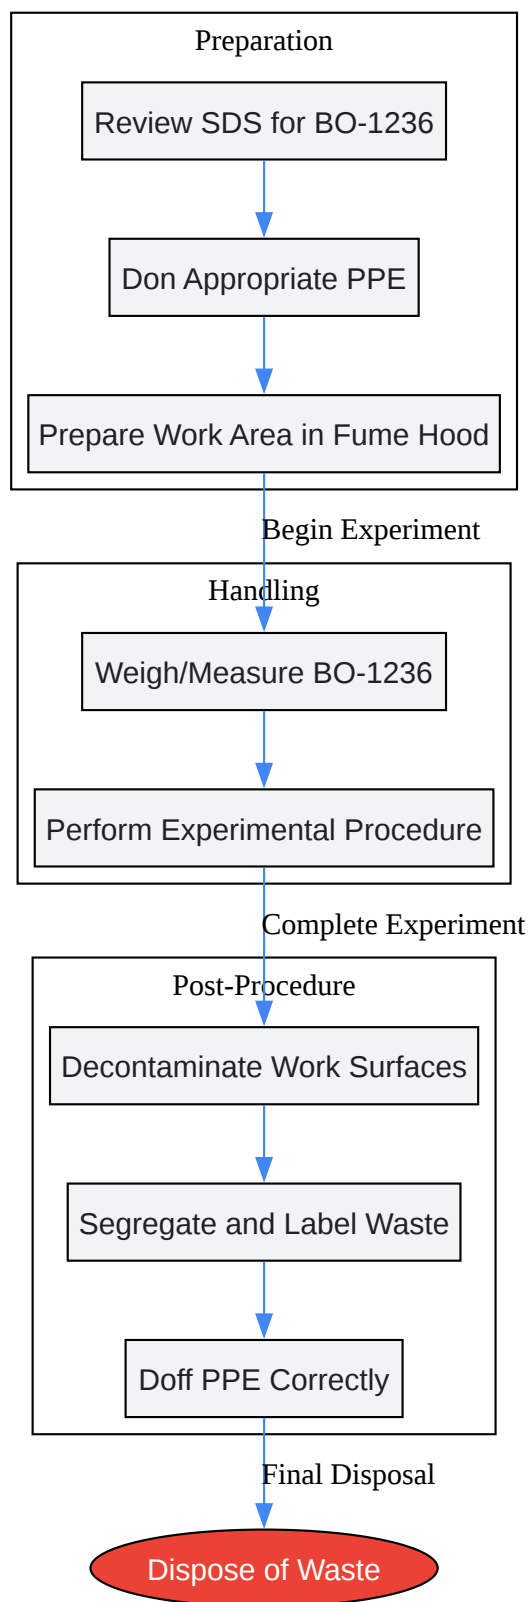 Preparation
Review SDS for BO-1236
Don Appropriate PPE
Prepare Work Area in Fume Hood
Begin Experiment
Handling
Weigh/Measure BO-1236
Perform Experimental Procedure
Complete Experiment
Post-Procedure
Decontaminate Work Surfaces
Segregate and Label Waste
Doff PPE Correctly
Final Disposal
Dispose of Waste